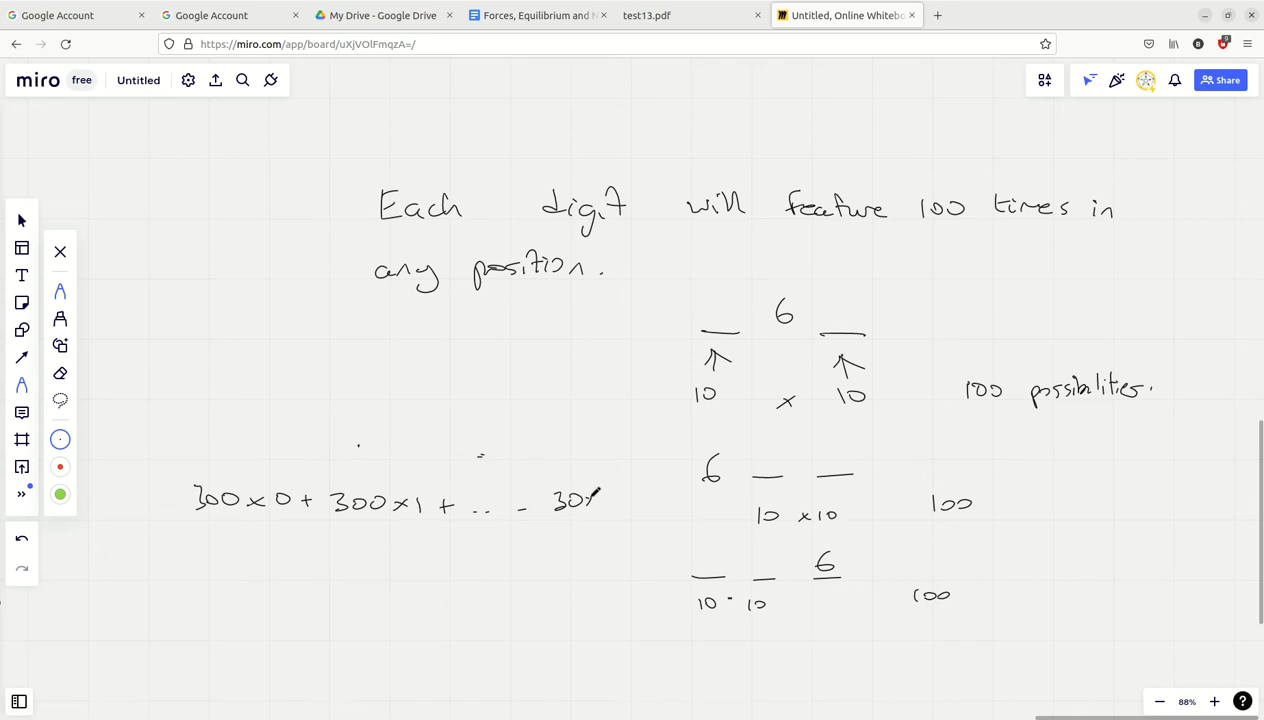 Google Account
Google Account
My Drive - Google Drive
Forces, Equilibrium and N
test13.pdf
Untitled, Online Whitebo
https://miro.com/app/board/uXjVOlFmqzA=/
miro free Untitled
Share
Each digit will feature 100 times in
any position.
6
10 x 10 100 possibilities.
6
300 x 0 + 300 x 1 + .. - 30
10 x 10 100
6
10 · 10 100
88%